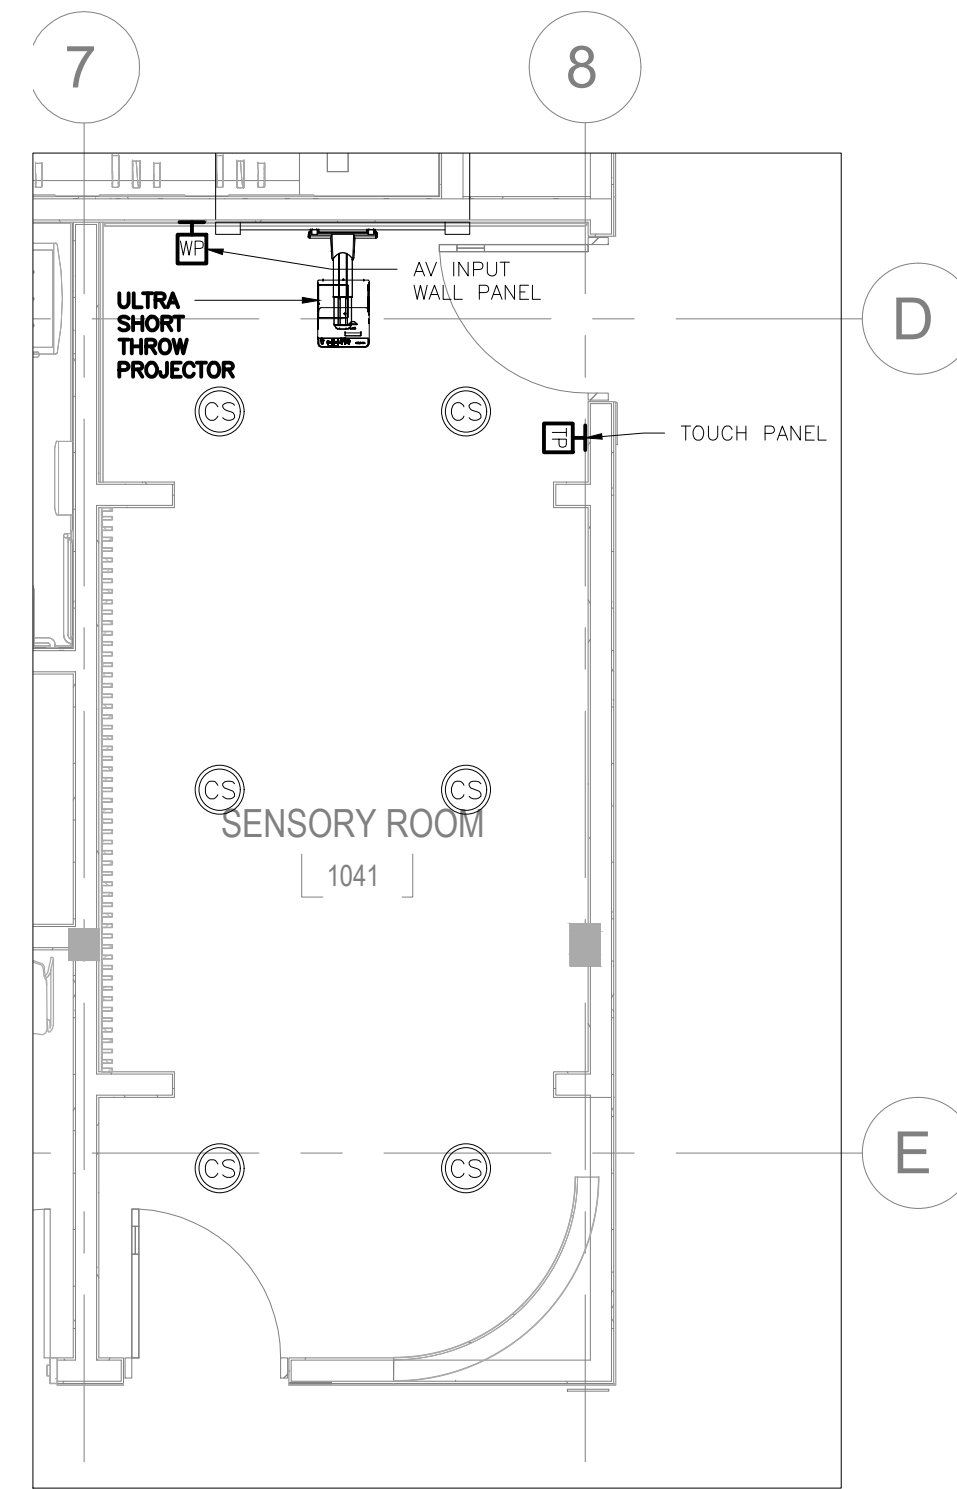 7
8
WP
AV INPUT
WALL PANEL
ULTRA
SHORT
THROW
PROJECTOR
D
CS
CS
TP
TOUCH PANEL
CS
CS
SENSORY ROOM
1041
E
CS
CS